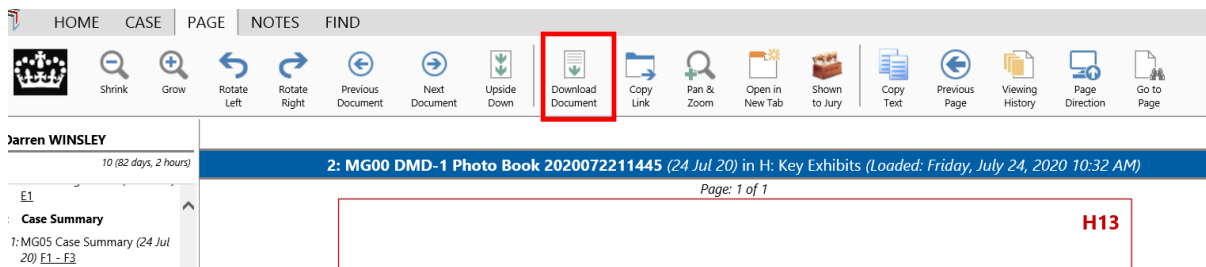 HOME CASE PAGE NOTES FIND
Shrink
Grow
Rotate
Left
Rotate
Right
Previous
Document
Next
Document
Upside
Down
Download
Document
Copy
Link
Pan &
Zoom
Open in
New Tab
Shown
to Jury
Copy
Text
Previous
Page
Viewing
History
Page
Direction
Go to
Page
Darren WINSLEY
10 (82 days, 2 hours)
E1
Case Summary
1: MG05 Case Summary (24 Jul
20) F1 - F3
2: MG00 DMD-1 Photo Book 2020072211445 (24 Jul 20) in H: Key Exhibits (Loaded: Friday, July 24, 2020 10:32 AM)
Page: 1 of 1
H13